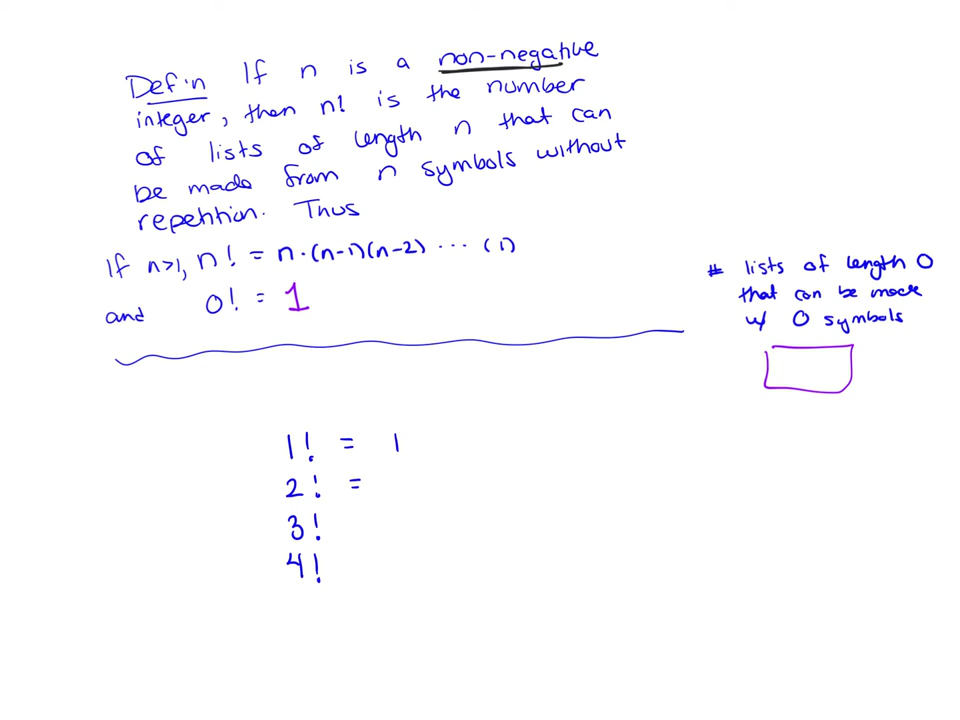 Def'n If n is a non-negative
integer, then n! is the number
of lists of length n that can
be made from n symbols without
repetition. Thus
If n>1, n! = n·(n-1)(n-2) ··· (1)
and 0! = 1
# lists of length 0
that can be made
w/ 0 symbols
1! = 1
2! =
3!
4!